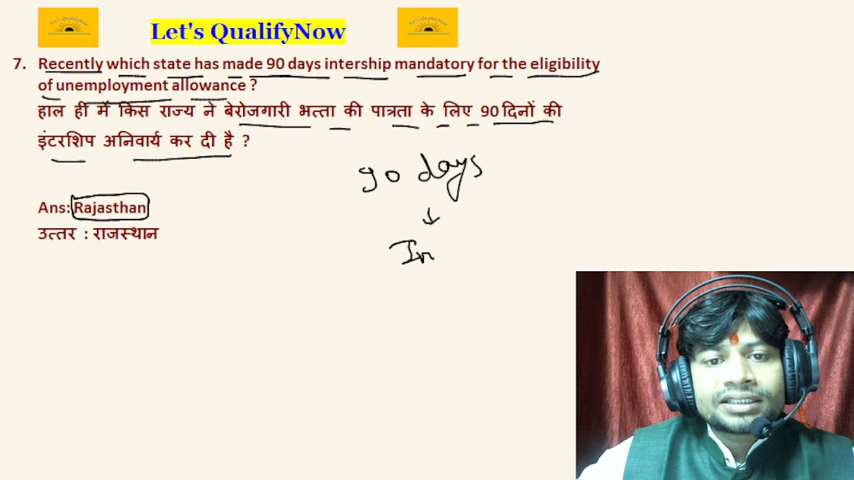 Let's QualifyNow
7. Recently which state has made 90 days intership mandatory for the eligibility
of unemployment allowance ?
हाल ही में किस राज्य ने बेरोजगारी भत्ता की पात्रता के लिए 90 दिनों की
इंटरशिप अनिवार्य कर दी है ?
90 days
Ans: Rajasthan
उत्तर : राजस्थान
In